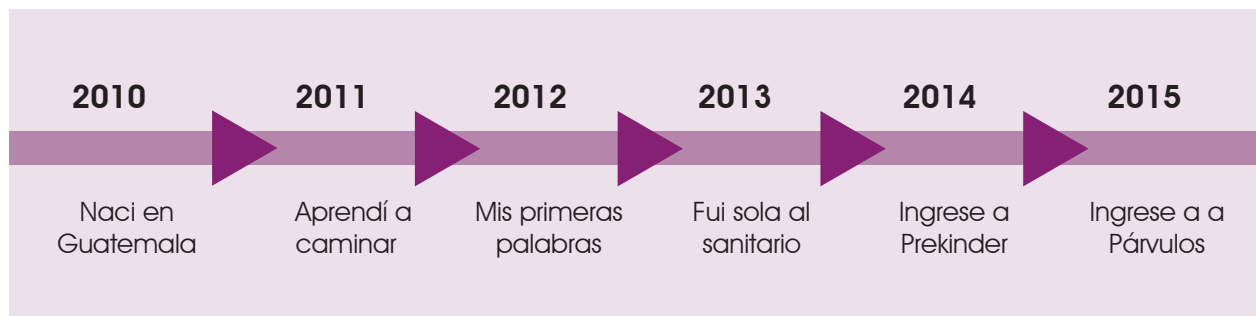 2010 2011 2012 2013 2014 2015
Naci en Aprendí a Mis primeras Fui sola al Ingrese a Ingrese a a
Guatemala caminar palabras sanitario Prekinder Párvulos